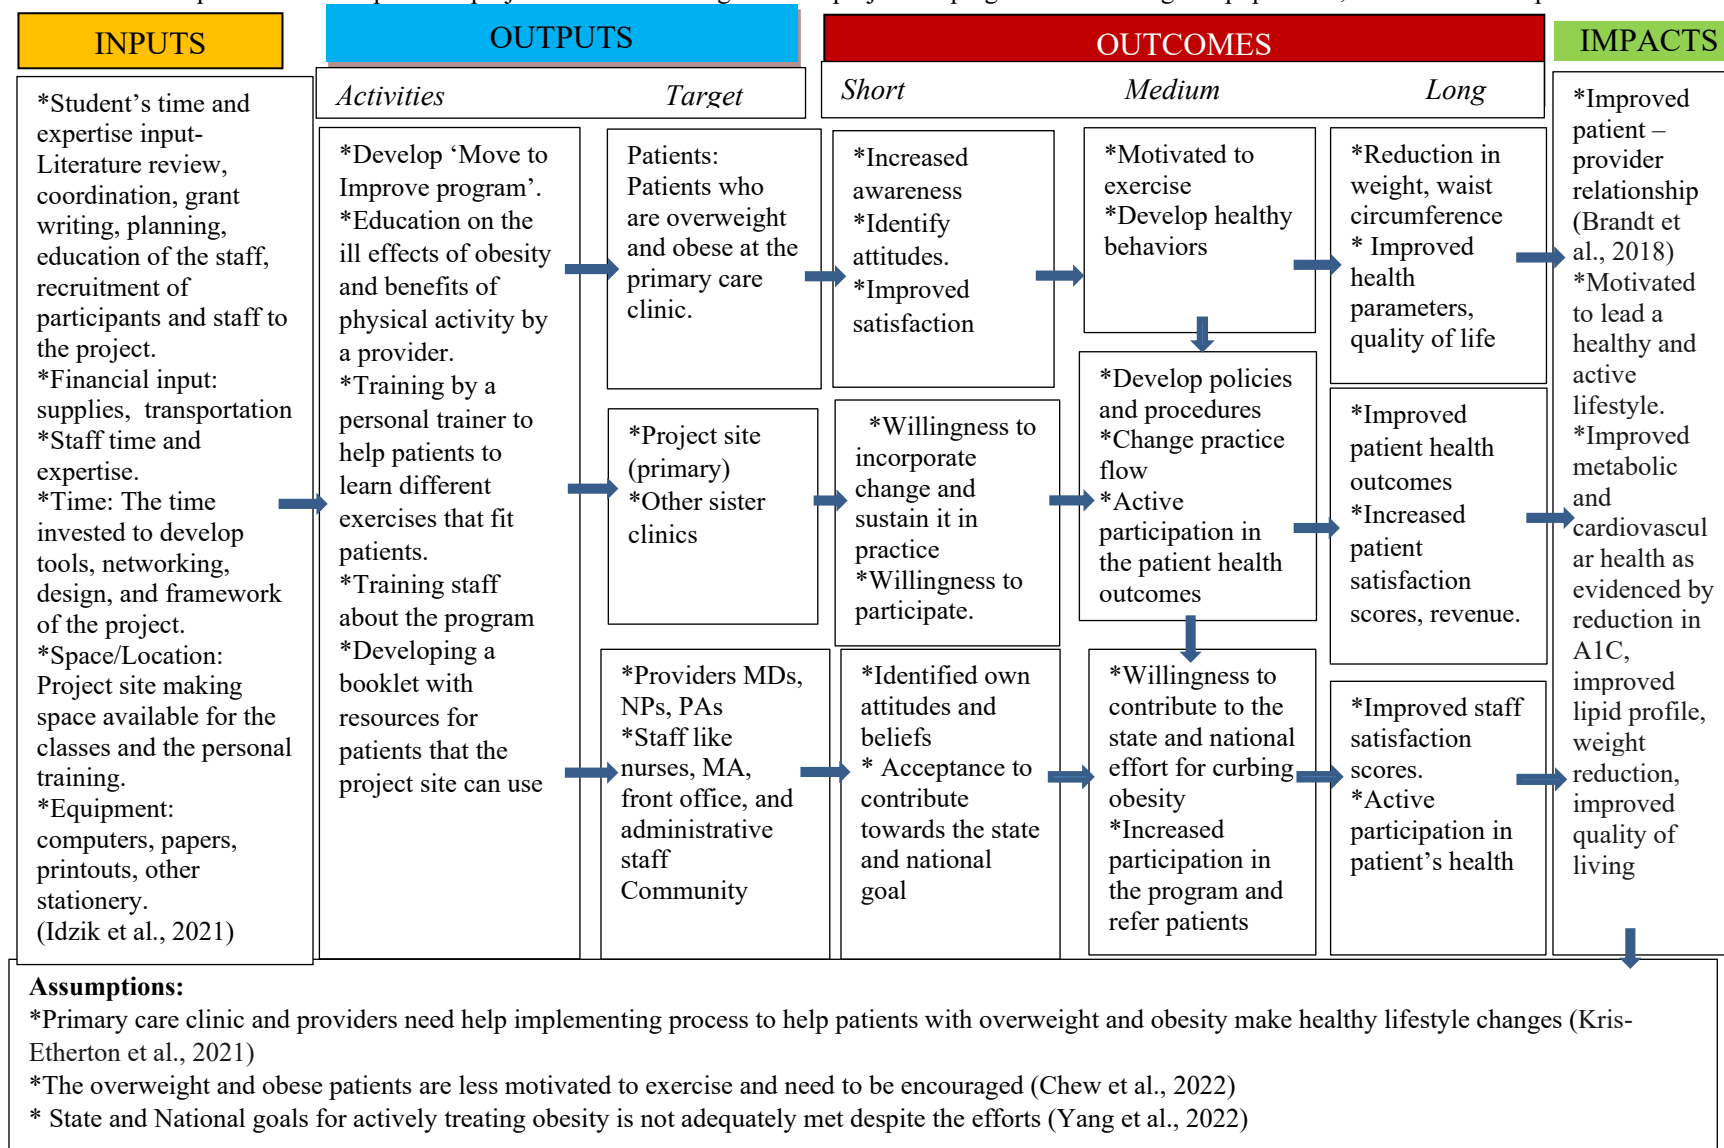 INPUTS
OUTPUTS
OUTCOMES
IMPACTS
Activities
Target
Short
Medium
Long
*Student’s time and
expertise input-
Literature review,
coordination, grant
writing, planning,
education of the staff,
recruitment of
participants and staff to
the project.
*Financial input:
supplies, transportation
*Staff time and
expertise.
*Time: The time
invested to develop
tools, networking,
design, and framework
of the project.
*Space/Location:
Project site making
space available for the
classes and the personal
training.
*Equipment:
computers, papers,
printouts, other
stationery.
(Idzik et al., 2021)
*Develop ‘Move to
Improve program’.
*Education on the
ill effects of obesity
and benefits of
physical activity by
a provider.
*Training by a
personal trainer to
help patients to
learn different
exercises that fit
patients.
*Training staff
about the program
*Developing a
booklet with
resources for
patients that the
project site can use
Patients:
Patients who
are overweight
and obese at the
primary care
clinic.
*Increased
awareness
*Identify
attitudes.
*Improved
satisfaction
*Motivated to
exercise
*Develop healthy
behaviors
*Reduction in
weight, waist
circumference
* Improved
health
parameters,
quality of life
*Project site
(primary)
*Other sister
clinics
*Willingness to
incorporate
change and
sustain it in
practice
*Willingness to
participate.
*Develop policies
and procedures
*Change practice
flow
*Active
participation in
the patient health
outcomes
*Improved
patient health
outcomes
*Increased
patient
satisfaction
scores, revenue.
*Providers MDs,
NPs, PAs
*Staff like
nurses, MA,
front office, and
administrative
staff
Community
*Identified own
attitudes and
beliefs
* Acceptance to
contribute
towards the state
and national
goal
*Willingness to
contribute to the
state and national
effort for curbing
obesity
*Increased
participation in
the program and
refer patients
*Improved staff
satisfaction
scores.
*Active
participation in
patient’s health
*Improved
patient –
provider
relationship
(Brandt et
al., 2018)
*Motivated
to lead a
healthy and
active
lifestyle.
*Improved
metabolic
and
cardiovascul
ar health as
evidenced by
reduction in
A1C,
improved
lipid profile,
weight
reduction,
improved
quality of
living
Assumptions:
*Primary care clinic and providers need help implementing process to help patients with overweight and obesity make healthy lifestyle changes (Kris-
Etherton et al., 2021)
*The overweight and obese patients are less motivated to exercise and need to be encouraged (Chew et al., 2022)
* State and National goals for actively treating obesity is not adequately met despite the efforts (Yang et al., 2022)